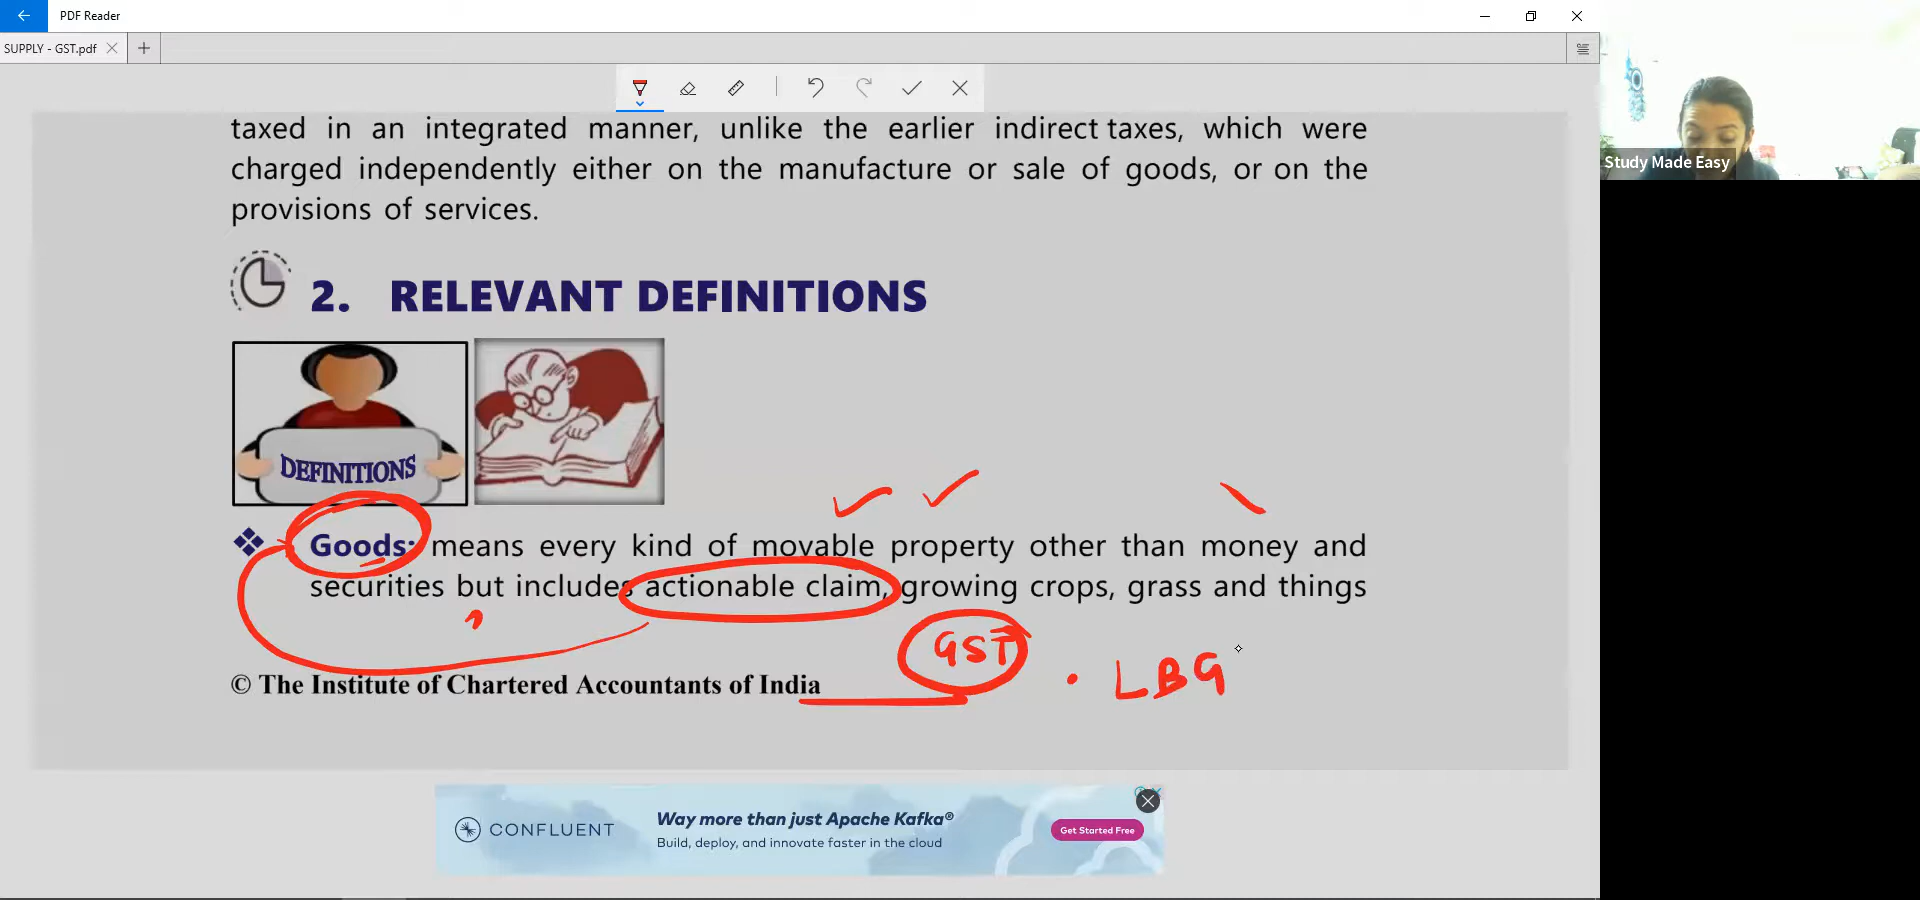 PDF Reader
SUPPLY - GST.pdf
Study Made Easy
taxed in an integrated manner, unlike the earlier indirect taxes, which were
charged independently either on the manufacture or sale of goods, or on the
provisions of services.
2. RELEVANT DEFINITIONS
DEFINITIONS
❖ Goods: means every kind of movable property other than money and
securities but includes actionable claim, growing crops, grass and things
GST
• LBG
© The Institute of Chartered Accountants of India
CONFLUENT
Way more than just Apache Kafka®
Build, deploy, and innovate faster in the cloud
Get Started Free